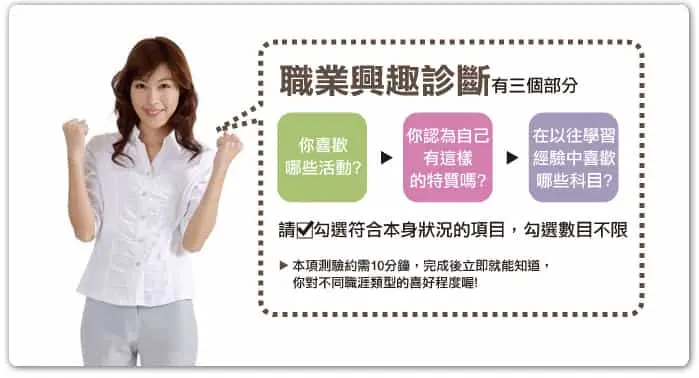 職業興趣診斷有三個部分
你喜歡
哪些活動?
你認為自己
有這樣
的特質嗎?
在以往學習
經驗中喜歡
哪些科目?
請☑勾選符合本身狀況的項目，勾選數目不限
▶ 本項測驗約需10分鐘，完成後立即就能知道，
你對不同職涯類型的喜好程度喔!